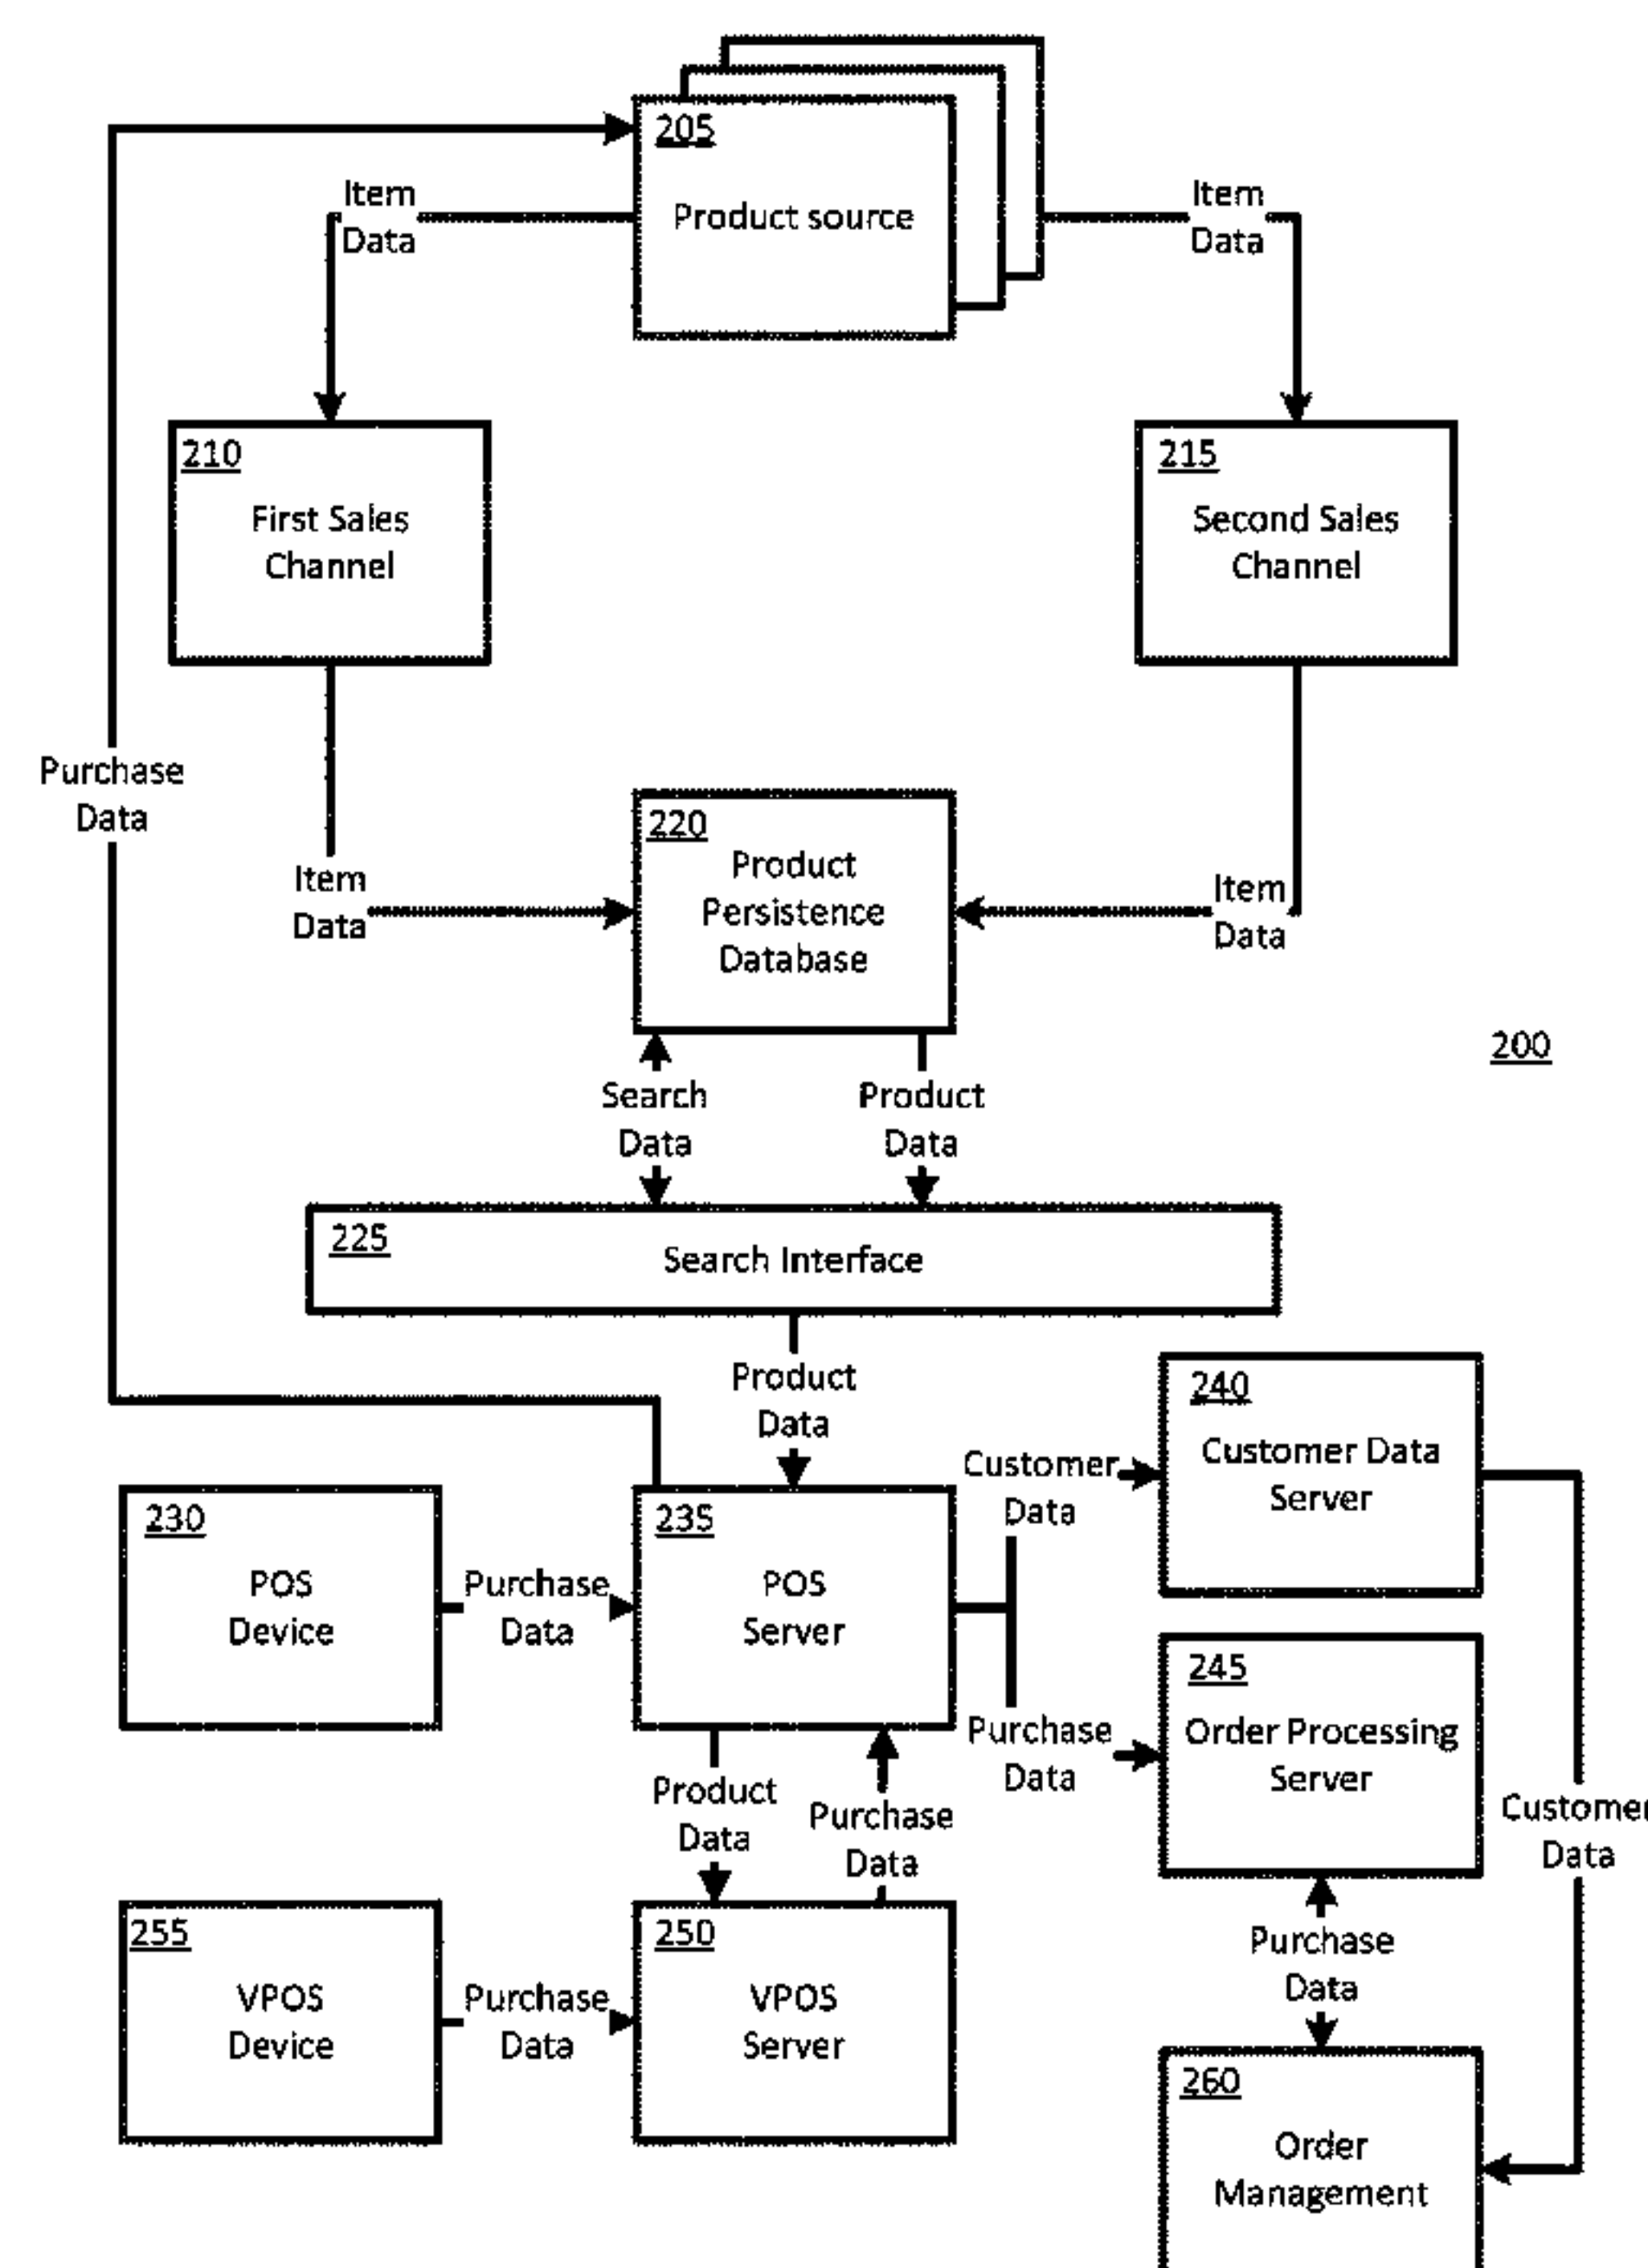 205
Product source
Item
Data
Item
Data
210
First Sales
Channel
215
Second Sales
Channel
Purchase
Data
220
Product
Persistence
Database
Item
Data
Item
Data
200
Search
Data
Product
Data
225
Search Interface
Product
Data
240
Customer Data
Server
Customer
Data
230
POS
Device
Purchase
Data
235
POS
Server
245
Order Processing
Server
Purchase
Data
Product
Data
Purchase
Data
Customer
Data
255
VPOS
Device
Purchase
Data
250
VPOS
Server
Purchase
Data
260
Order
Management